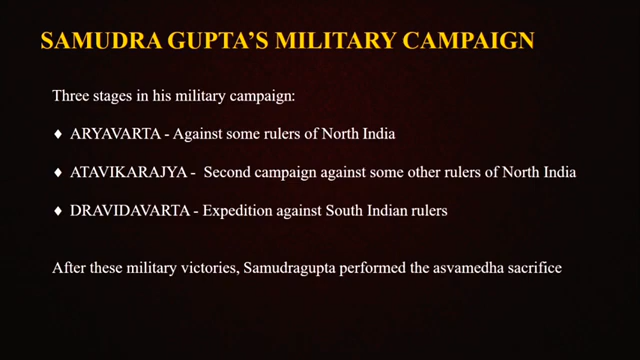 SAMUDRA GUPTA'S MILITARY CAMPAIGN
Three stages in his military campaign:
♦ ARYAVARTA - Against some rulers of North India
♦ ATAVIKARAJYA - Second campaign against some other rulers of North India
♦ DRAVIDAVARTA - Expedition against South Indian rulers
After these military victories, Samudragupta performed the asvamedha sacrifice